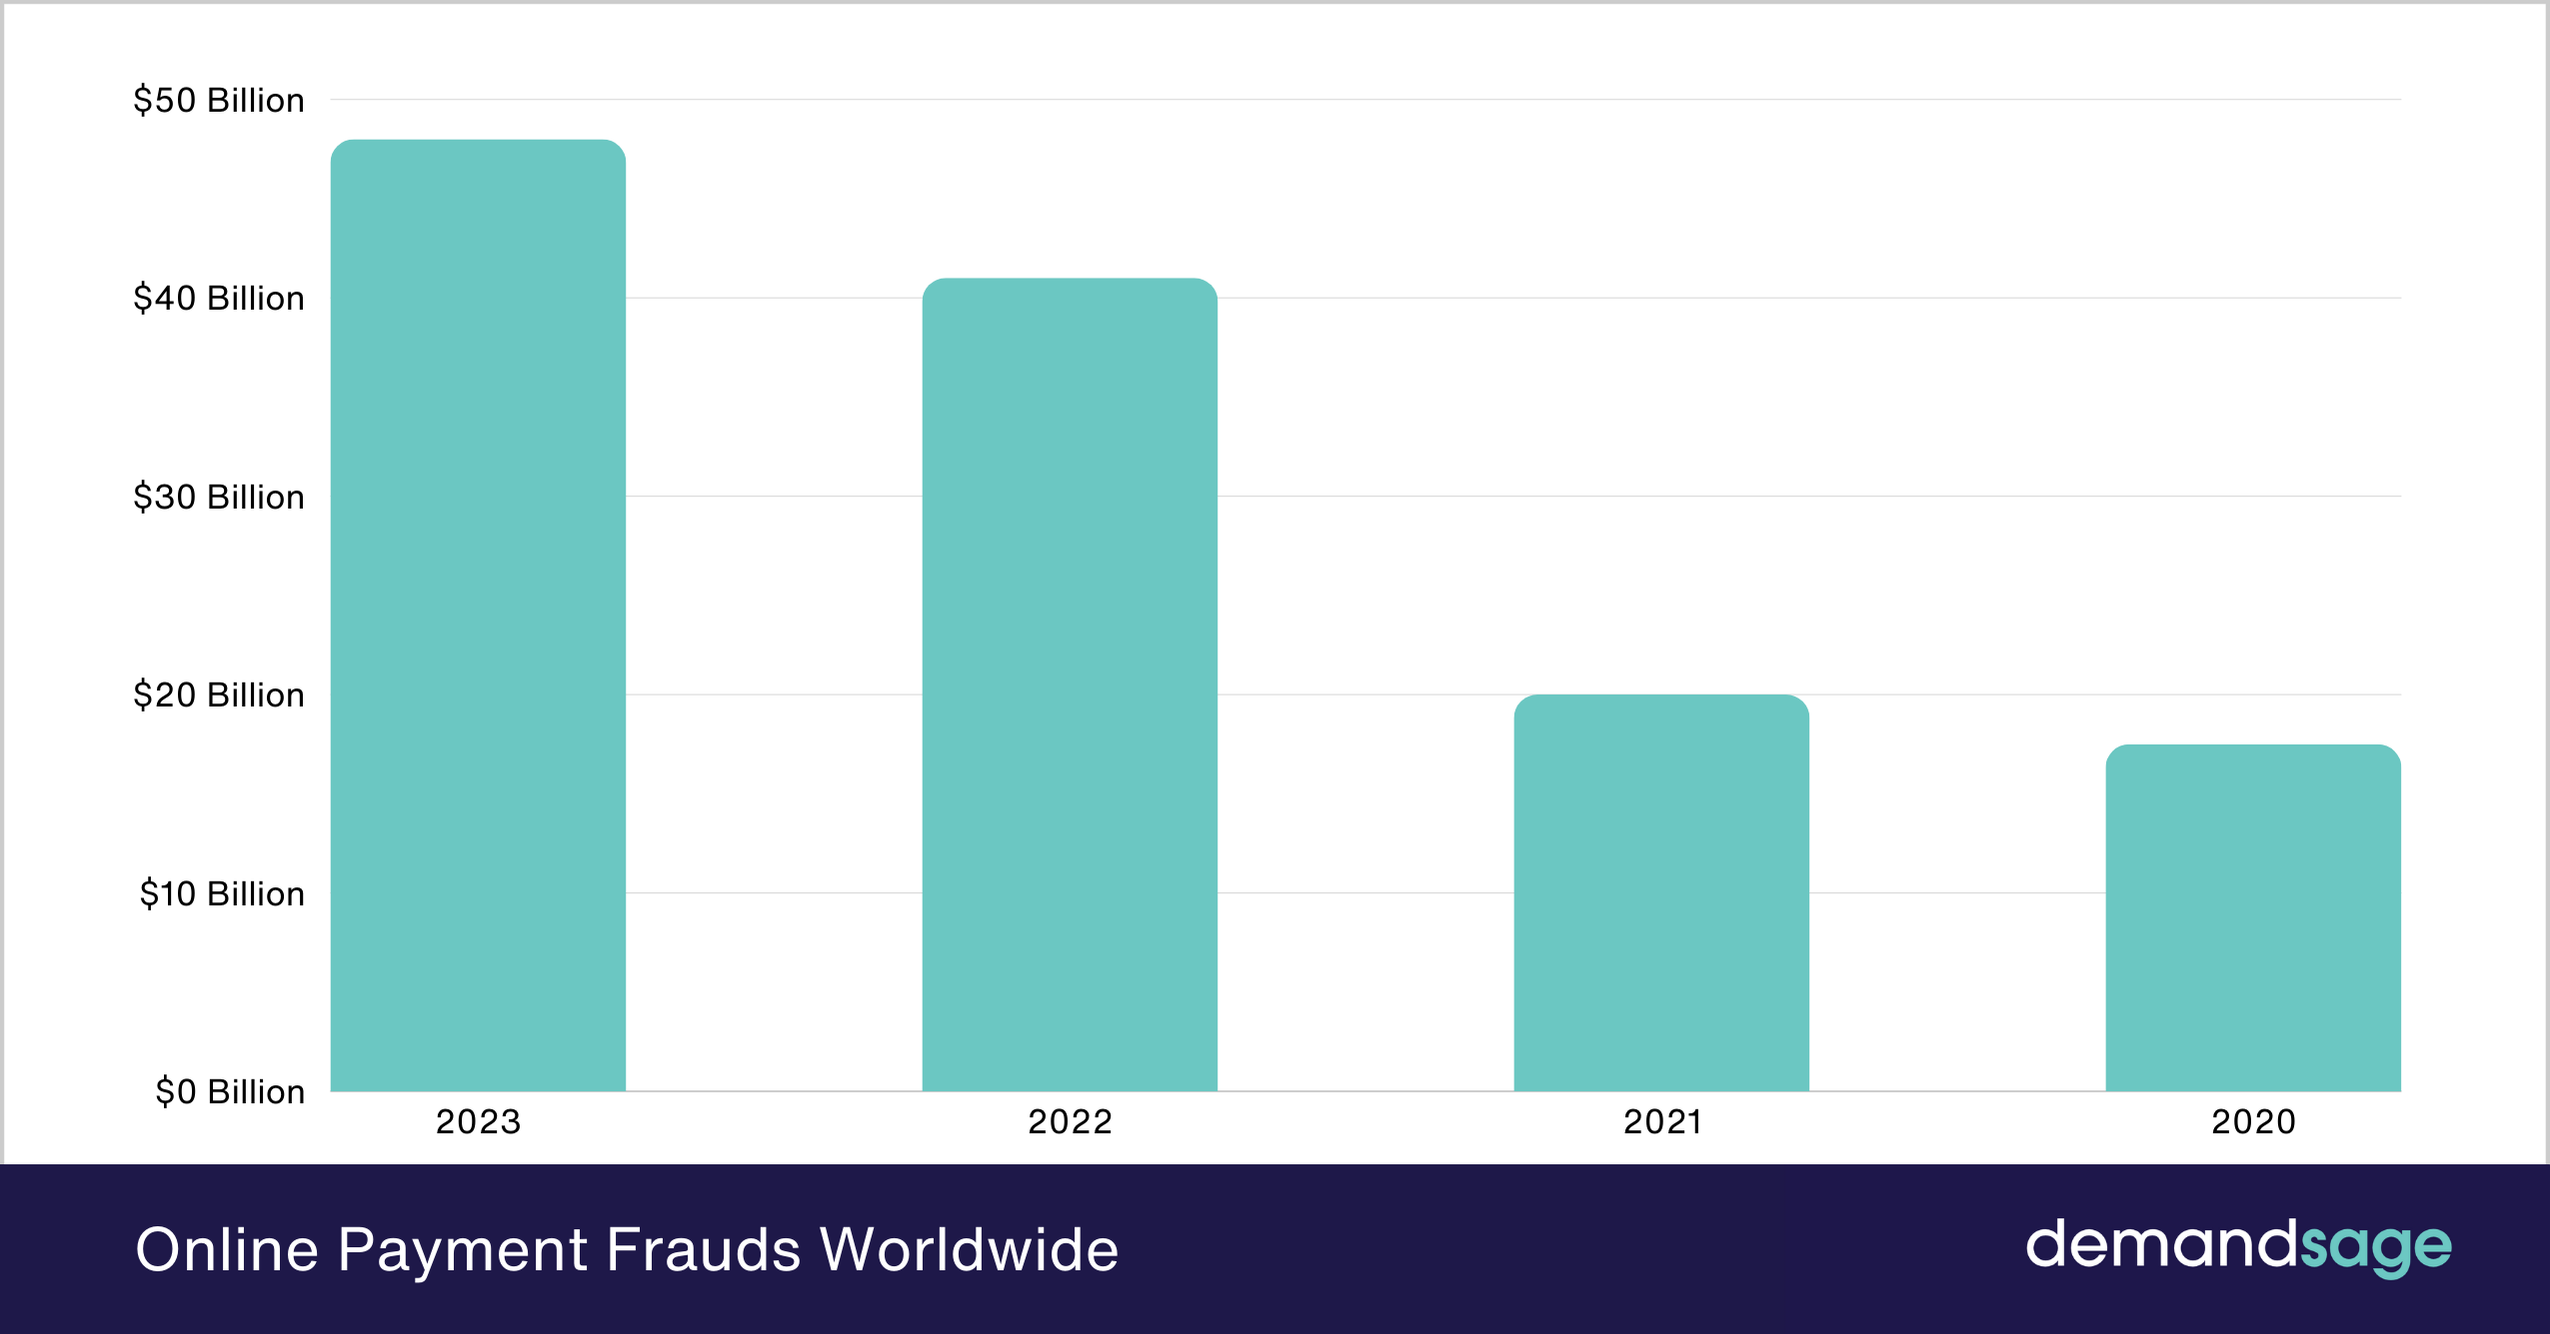 $50 Billion
$40 Billion
$30 Billion
$20 Billion
$10 Billion
$0 Billion
2023 2022 2021 2020
Online Payment Frauds Worldwide
demandsage